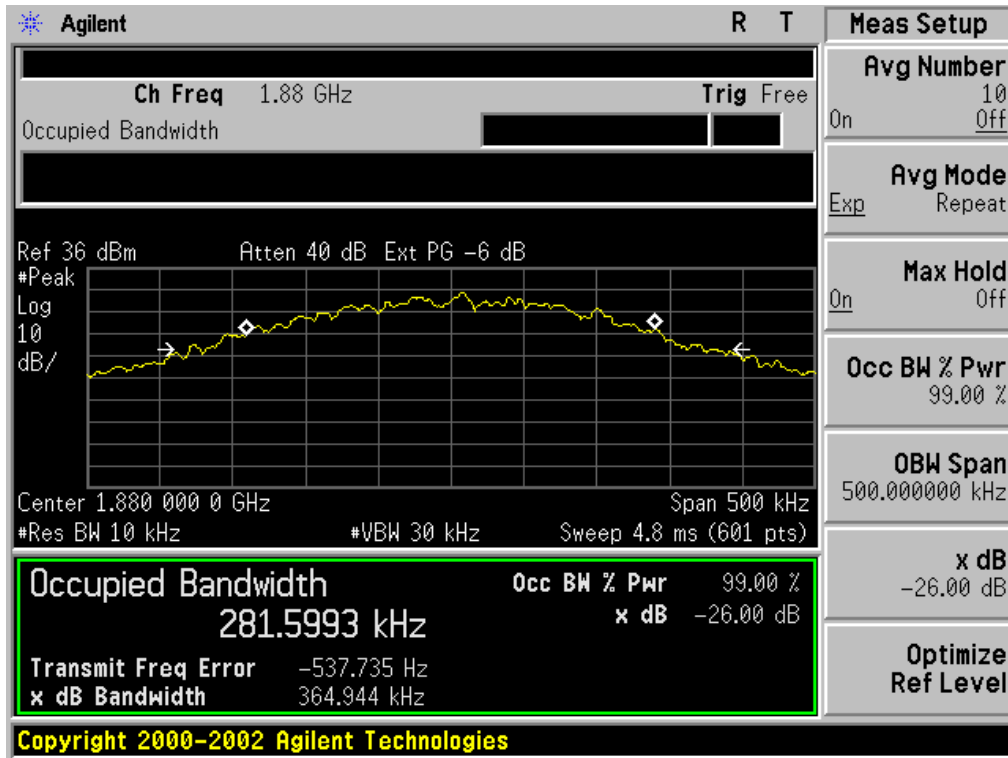 Agilent R T
Ch Freq 1.88 GHz Trig Free
Occupied Bandwidth
Ref 36 dBm Atten 40 dB Ext PG -6 dB
#Peak
Log
10
dB/
Center 1.880 000 0 GHz Span 500 kHz
#Res BW 10 kHz #VBW 30 kHz Sweep 4.8 ms (601 pts)
Occupied Bandwidth Occ BW % Pwr 99.00 %
281.5993 kHz x dB -26.00 dB
Transmit Freq Error -537.735 Hz
x dB Bandwidth 364.944 kHz
Copyright 2000-2002 Agilent Technologies
Meas Setup
Avg Number
10
On Off
Avg Mode
Exp Repeat
Max Hold
On Off
Occ BW % Pwr
99.00 %
OBW Span
500.000000 kHz
x dB
-26.00 dB
Optimize
Ref Level